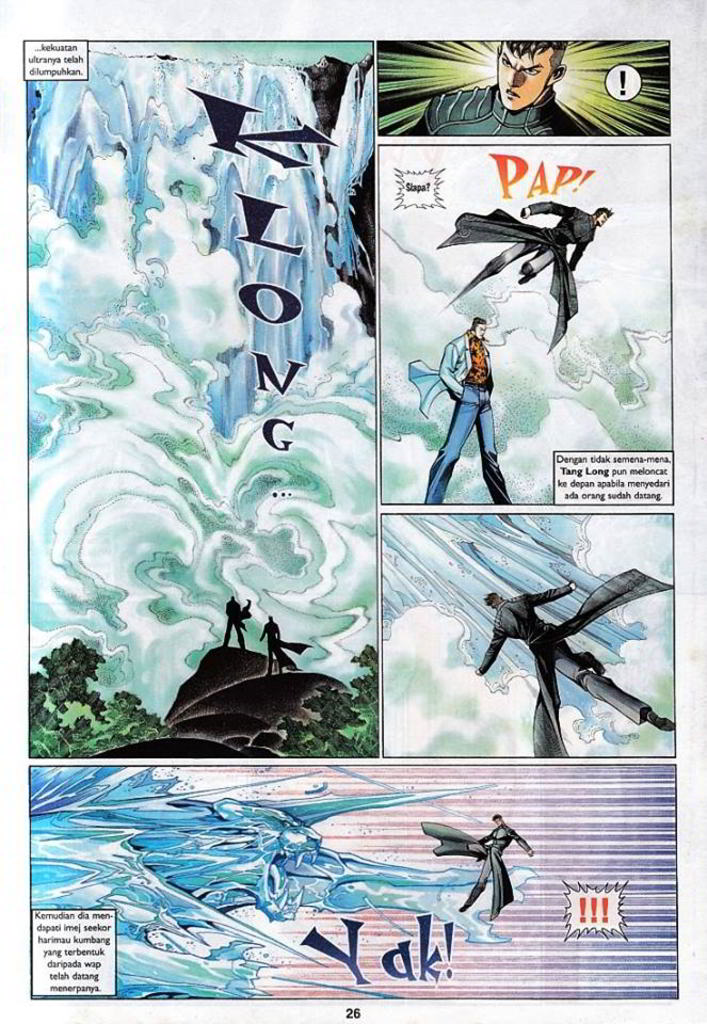 ...kekuatan
ultranya telah
dilumpuhkan.
KLONG...
!
PAP!
Siapa?
Dengan tidak semena-mena,
Tang Long pun meloncat
ke depan apabila menyedari
ada orang sudah datang.
Kemudian dia men-
dapati imej seekor
harimau kumbang
yang terbentuk
daripada wap
telah datang
menerpanya.
Yak!
!!!
26